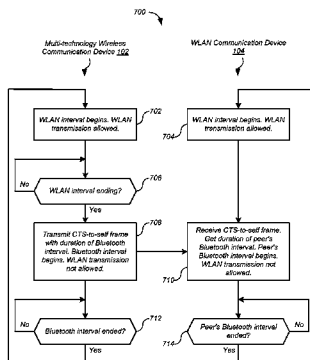 700
Multi-technology Wireless
Communication Device 102
WLAN Communication Device
104
702
WLAN interval begins. WLAN
transmission allowed.
WLAN interval begins. WLAN
transmission allowed.
704
706
WLAN interval ending?
No
Yes
708
Transmit CTS-to-self frame
with duration of Bluetooth
interval. Bluetooth interval
begins. WLAN transmission
not allowed.
Receive CTS-to-self frame.
Get duration of peer's
Bluetooth interval. Peer's
Bluetooth interval begins.
WLAN transmission not
allowed.
710
712
No
Bluetooth interval ended?
Yes
Peer's Bluetooth interval
ended?
No
714
Yes